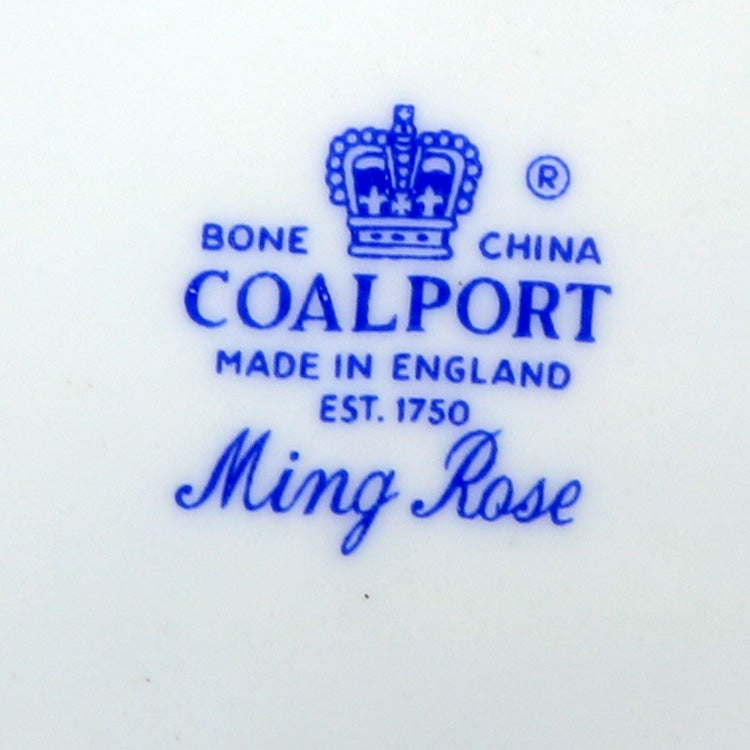 ®
BONE CHINA
COALPORT
MADE IN ENGLAND
EST. 1750
Ming Rose